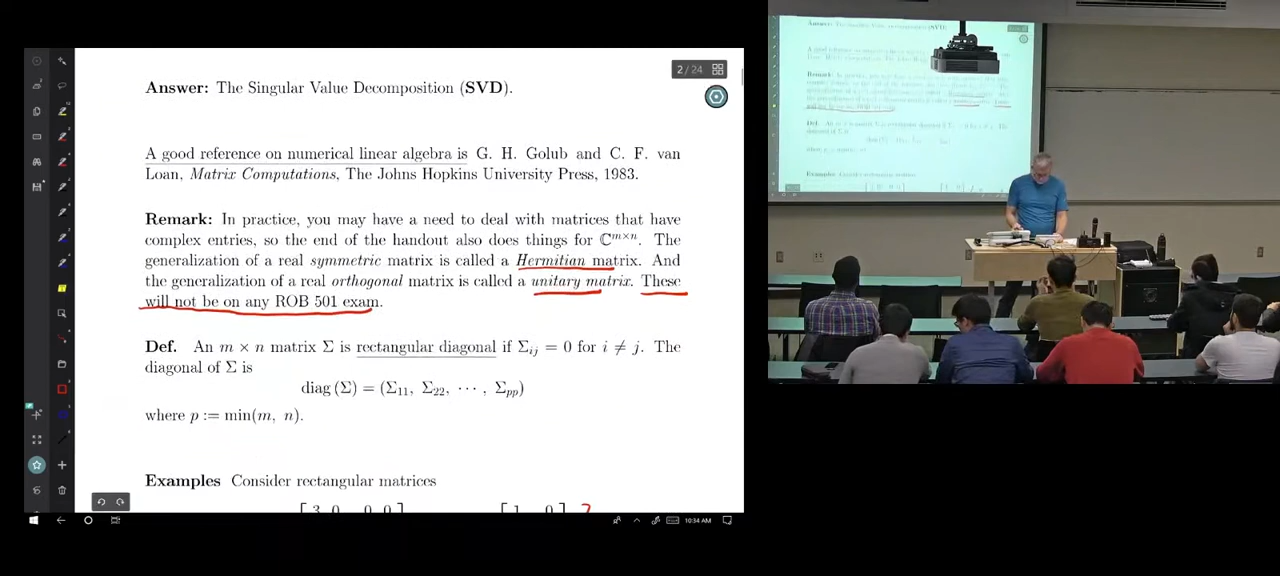 2 / 24
Answer: The Singular Value Decomposition (SVD).
A good reference on numerical linear algebra is G. H. Golub and C. F. van
Loan, Matrix Computations, The Johns Hopkins University Press, 1983.
Remark: In practice, you may have a need to deal with matrices that have
complex entries, so the end of the handout also does things for ℂ^{m×n}. The
generalization of a real symmetric matrix is called a Hermitian matrix. And
the generalization of a real orthogonal matrix is called a unitary matrix. These
will not be on any ROB 501 exam.
Def. An m × n matrix Σ is rectangular diagonal if Σ_{ij} = 0 for i ≠ j. The
diagonal of Σ is
diag (Σ) = (Σ_{11}, Σ_{22}, ⋯ , Σ_{pp})
where p := min(m, n).
Examples Consider rectangular matrices
10:34 AM